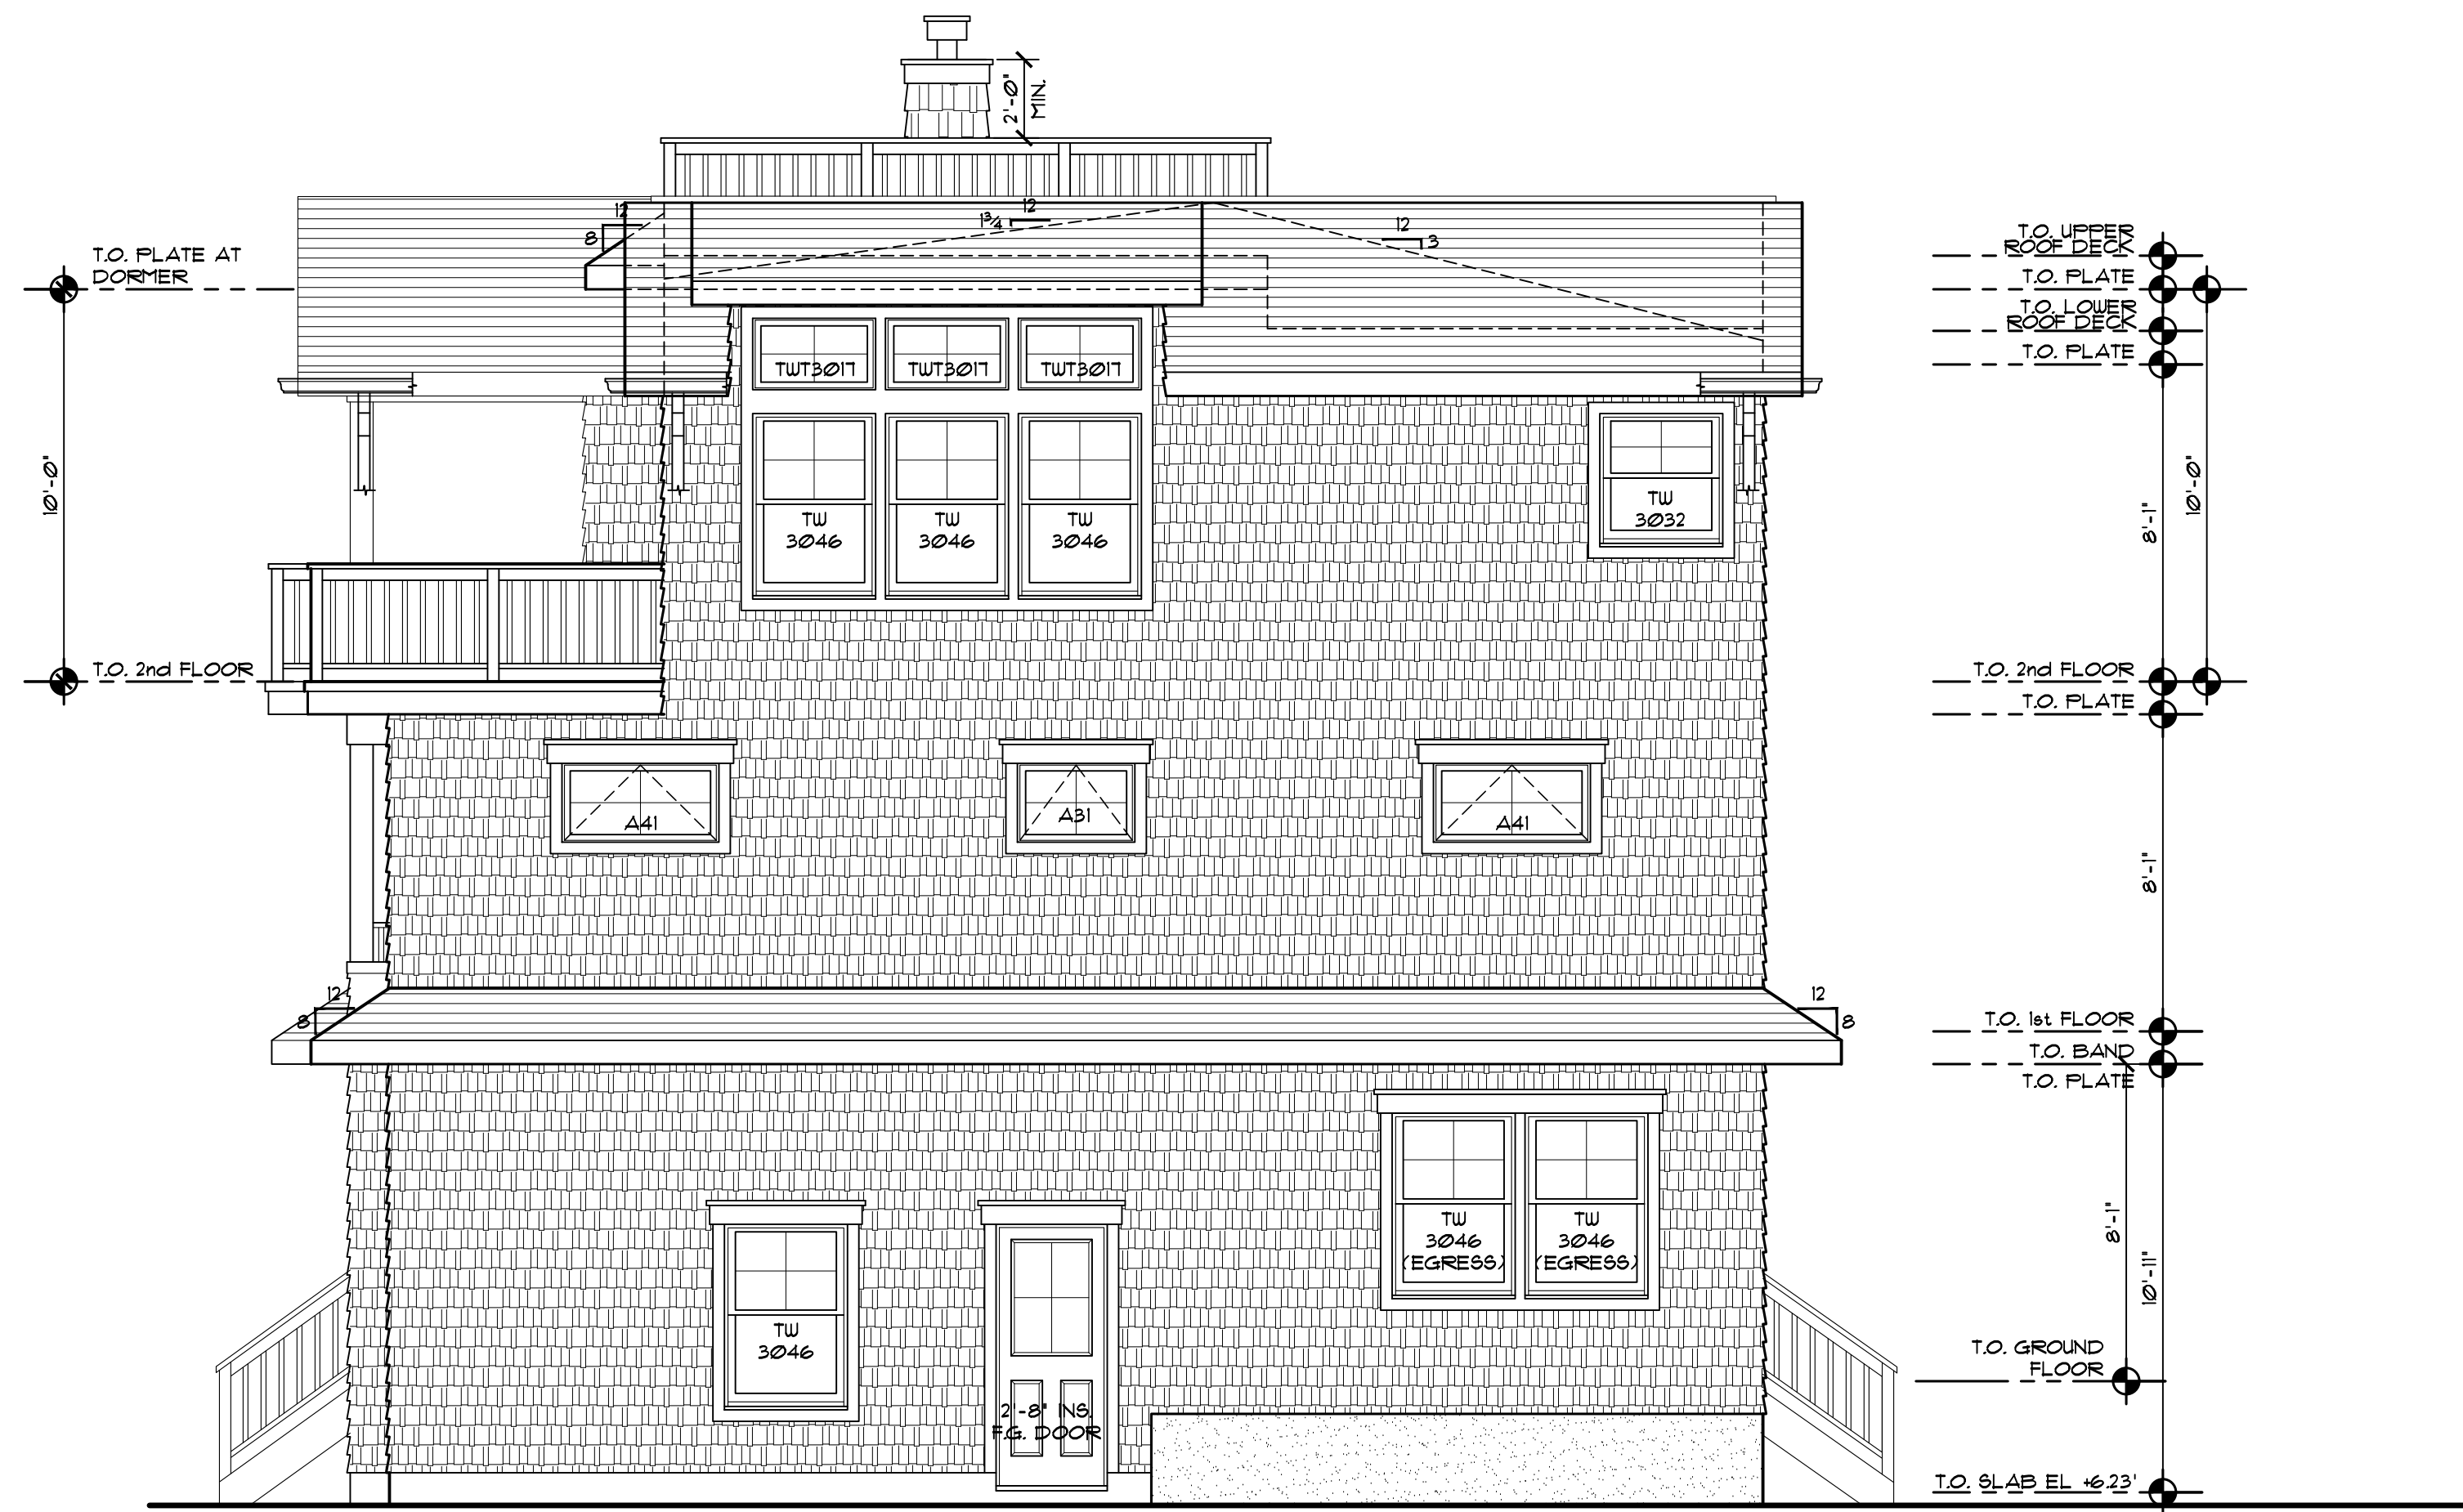 2'-0"
MIN.
12
8
12
1¾
12
3
T.O. PLATE AT
DORMER
T.O. UPPER
ROOF DECK
T.O. PLATE
T.O. LOWER
ROOF DECK
T.O. PLATE
TWT3017
TWT3017
TWT3017
10'-0"
TW
3046
TW
3046
TW
3046
TW
3032
8'-1"
10'-0"
T.O. 2nd FLOOR
T.O. 2nd FLOOR
T.O. PLATE
A41
A31
A41
8'-1"
12
8
12
8
T.O. 1st FLOOR
T.O. BAND
T.O. PLATE
TW
3046
(EGRESS)
TW
3046
(EGRESS)
8'-1"
10'-11"
TW
3046
T.O. GROUND
FLOOR
2'-8" INS.
F.G. DOOR
T.O. SLAB EL +6.23'